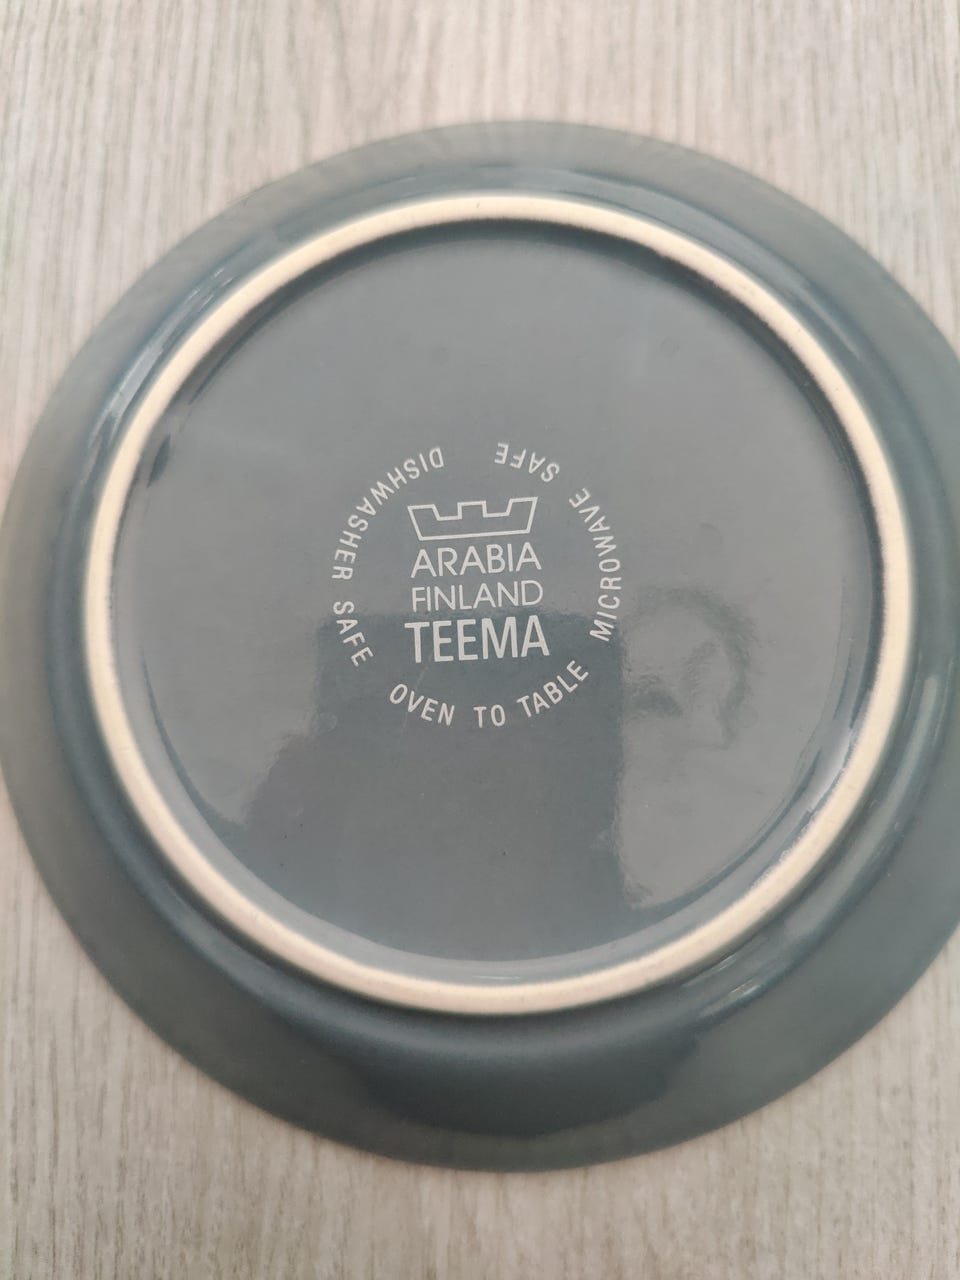 ARABIA
FINLAND
TEEMA
DISHWASHER SAFE
OVEN TO TABLE
MICROWAVE SAFE